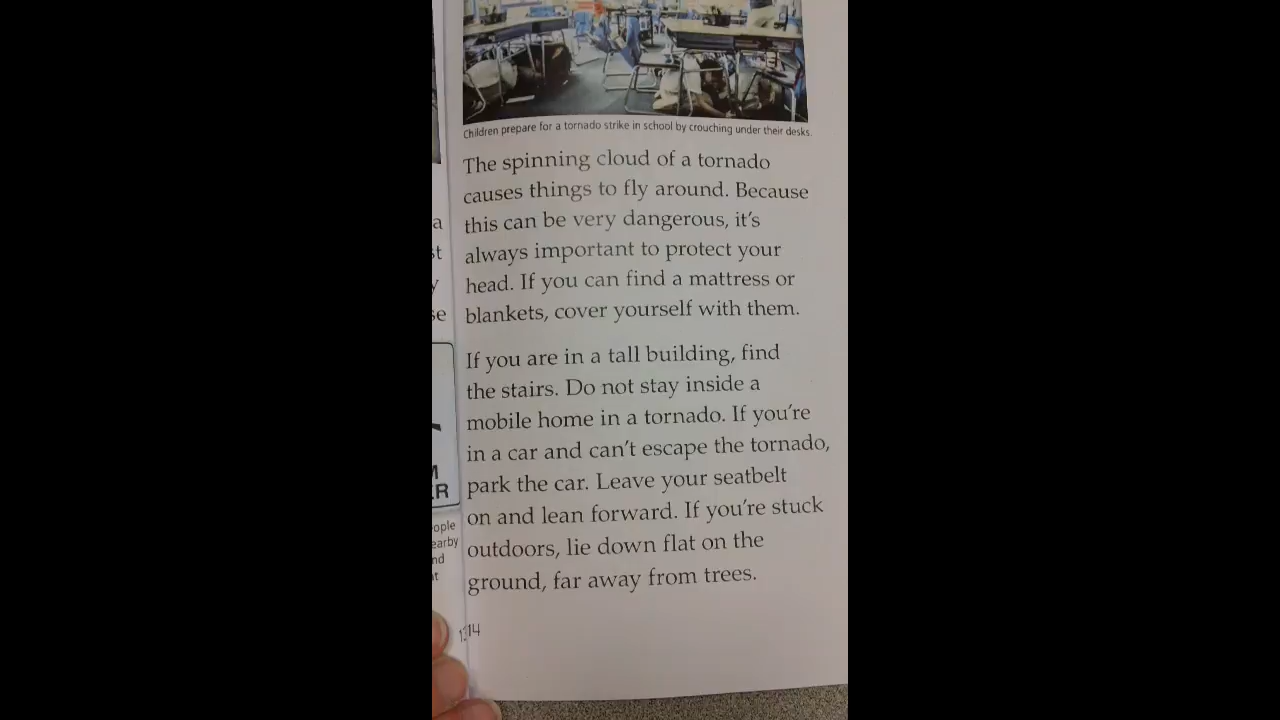 Children prepare for a tornado strike in school by crouching under their desks.
The spinning cloud of a tornado
causes things to fly around. Because
this can be very dangerous, it's
always important to protect your
head. If you can find a mattress or
blankets, cover yourself with them.
If you are in a tall building, find
the stairs. Do not stay inside a
mobile home in a tornado. If you're
in a car and can't escape the tornado,
park the car. Leave your seatbelt
on and lean forward. If you're stuck
outdoors, lie down flat on the
ground, far away from trees.
14